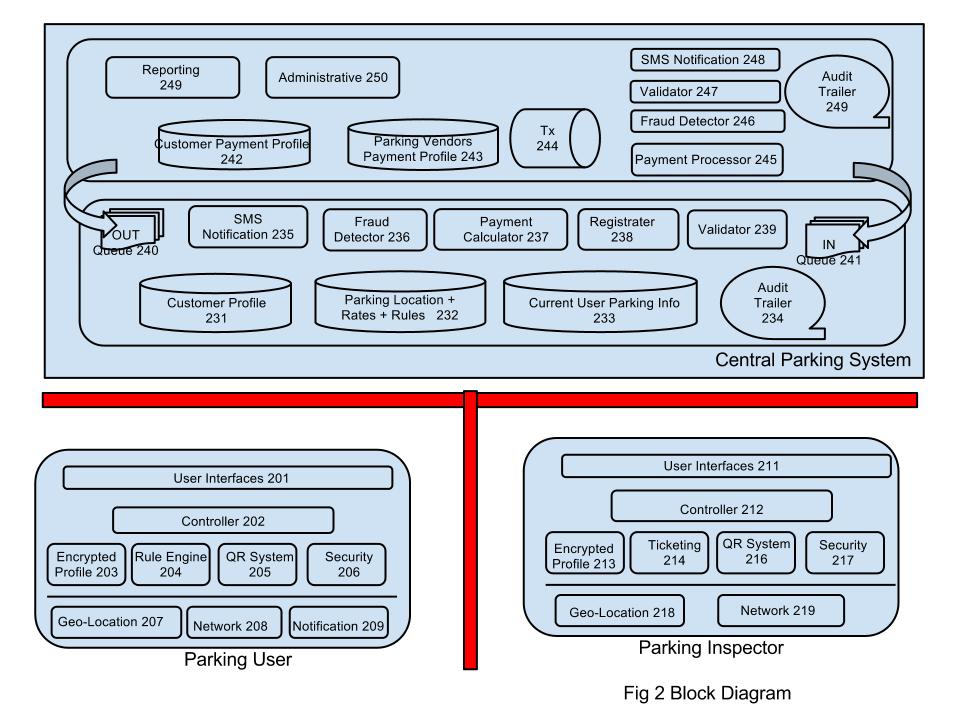 Reporting
249
Administrative 250
SMS Notification 248
Validator 247
Fraud Detector 246
Payment Processor 245
Audit
Trailer
249
Customer Payment Profile
242
Parking Vendors
Payment Profile 243
Tx
244
OUT
Queue 240
SMS
Notification 235
Fraud
Detector 236
Payment
Calculator 237
Registrater
238
Validator 239
IN
Queue 241
Customer Profile
231
Parking Location +
Rates + Rules 232
Current User Parking Info
233
Audit
Trailer
234
Central Parking System
User Interfaces 201
Controller 202
Encrypted
Profile 203
Rule Engine
204
QR System
205
Security
206
Geo-Location 207
Network 208
Notification 209
Parking User
User Interfaces 211
Controller 212
Encrypted
Profile 213
Ticketing
214
QR System
216
Security
217
Geo-Location 218
Network 219
Parking Inspector
Fig 2 Block Diagram